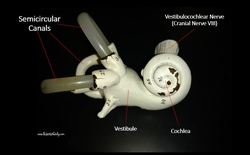 Semicircular
Canals
Vestibulocochlear Nerve
(Cranial Nerve VIII)
Vestibule
Cochlea